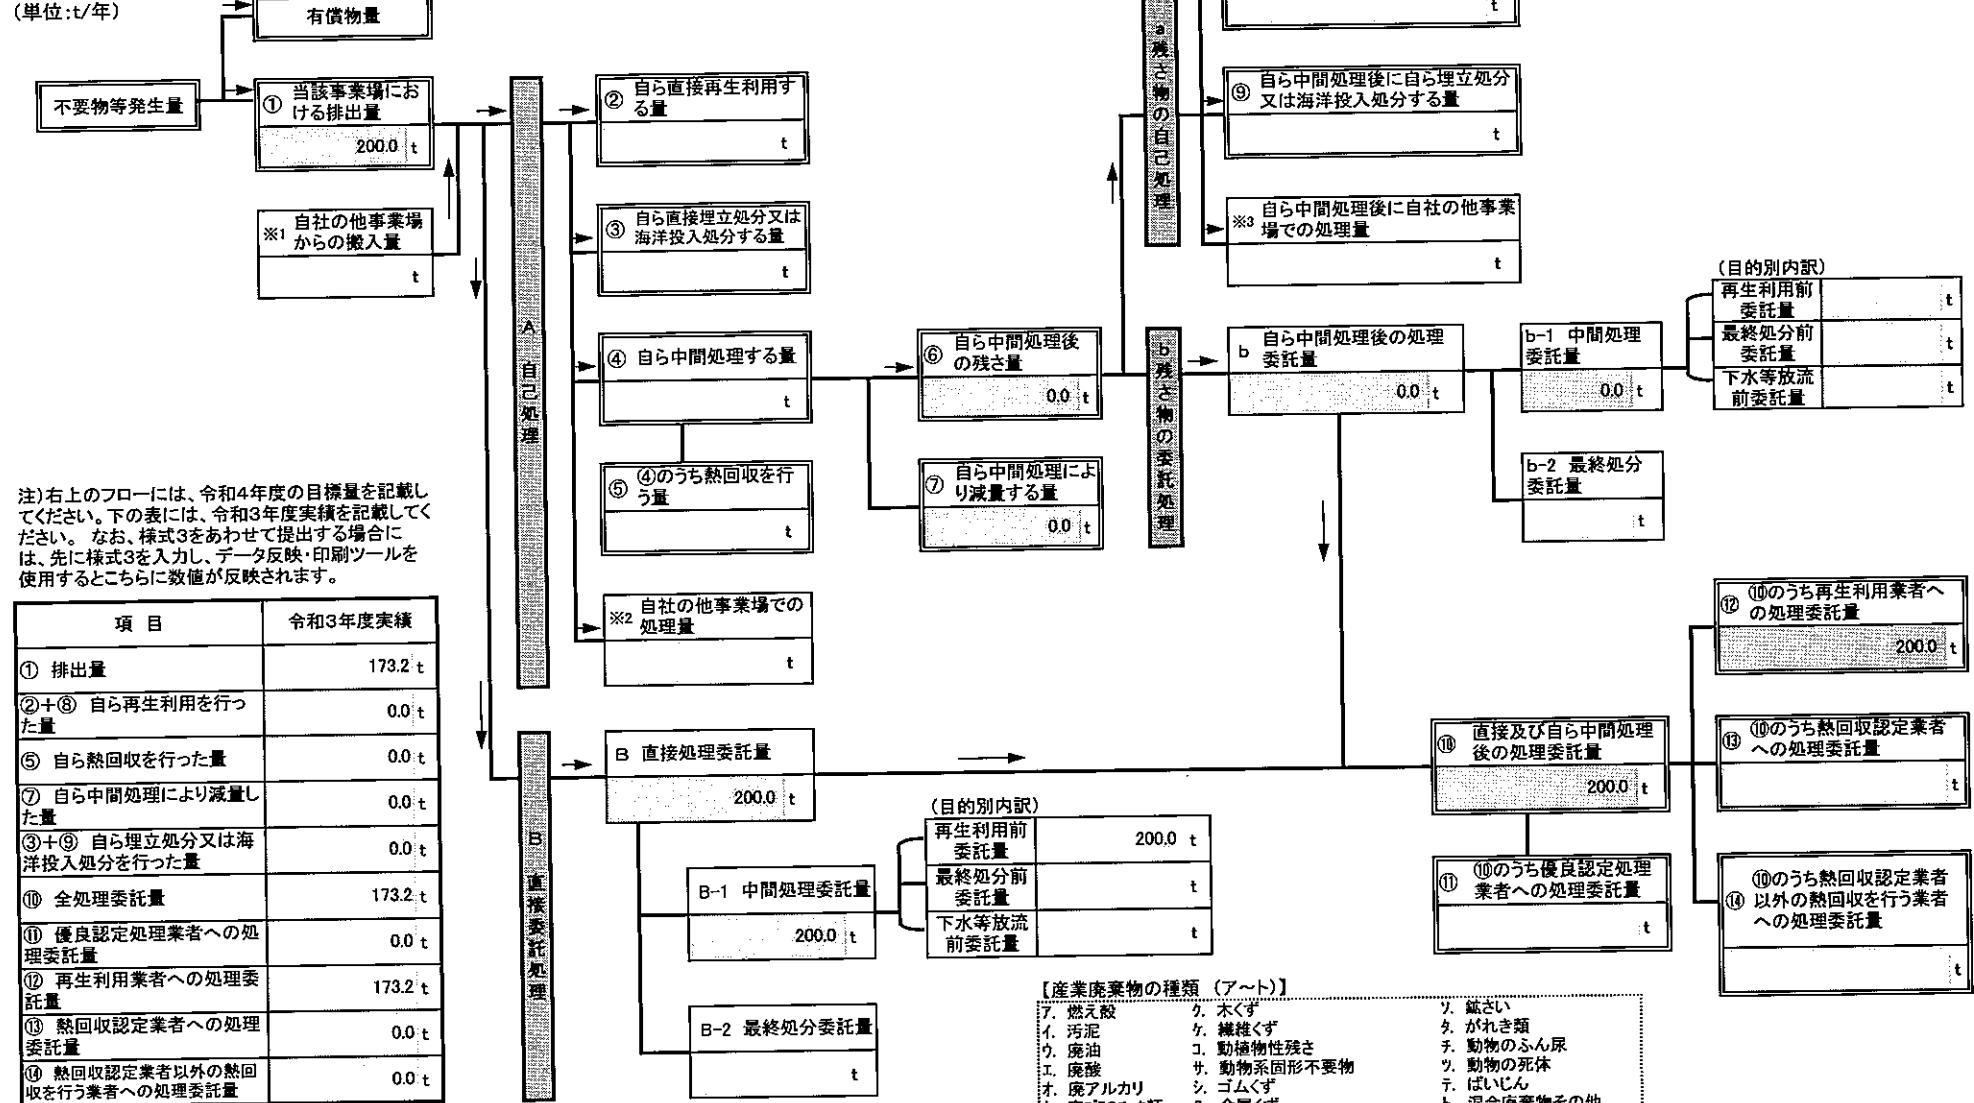 (単位:t/年)
有償物量
t
不要物等発生量
① 当該事業場にお
ける排出量
200.0 t
※1 自社の他事業場
からの搬入量
t
A 自己処理
② 自ら直接再生利用す
る量
t
③ 自ら直接埋立処分又は
海洋投入処分する量
t
④ 自ら中間処理する量
t
⑤ ④のうち熱回収を行
う量
t
※2 自社の他事業場での
処理量
t
⑥ 自ら中間処理後
の残さ量
0.0 t
⑦ 自ら中間処理によ
り減量する量
0.0 t
a 残さ物の自己処理
⑨ 自ら中間処理後に自ら埋立処分
又は海洋投入処分する量
t
※3 自ら中間処理後に自社の他事業
場での処理量
t
b 残さ物の委託処理
b 自ら中間処理後の処理
委託量
0.0 t
b-1 中間処理
委託量
0.0 t
(目的別内訳)
再生利用前
委託量 t
最終処分前
委託量 t
下水等放流
前委託量 t
b-2 最終処分
委託量
t
注)右上のフローには、令和4年度の目標量を記載し
てください。下の表には、令和3年度実績を記載してく
ださい。 なお、様式3をあわせて提出する場合に
は、先に様式3を入力し、データ反映・印刷ツールを
使用するとこちらに数値が反映されます。
項 目 令和3年度実績
① 排出量 173.2 t
②+⑧ 自ら再生利用を行っ
た量 0.0 t
⑤ 自ら熱回収を行った量 0.0 t
⑦ 自ら中間処理により減量し
た量 0.0 t
③+⑨ 自ら埋立処分又は海
洋投入処分を行った量 0.0 t
⑩ 全処理委託量 173.2 t
⑪ 優良認定処理業者への処
理委託量 0.0 t
⑫ 再生利用業者への処理委
託量 173.2 t
⑬ 熱回収認定業者への処理
委託量 0.0 t
⑭ 熱回収認定業者以外の熱回
収を行う業者への処理委託量 0.0 t
B 直接委託処理
B 直接処理委託量
200.0 t
B-1 中間処理委託量
200.0 t
(目的別内訳)
再生利用前
委託量 200.0 t
最終処分前
委託量 t
下水等放流
前委託量 t
B-2 最終処分委託量
t
⑩ 直接及び自ら中間処理
後の処理委託量
200.0 t
⑪ ⑩のうち優良認定処理
業者への処理委託量
t
⑫ ⑩のうち再生利用業者へ
の処理委託量
200.0 t
⑬ ⑩のうち熱回収認定業者
への処理委託量
t
⑭ ⑩のうち熱回収認定業者
以外の熱回収を行う業者
への処理委託量
t
【産業廃棄物の種類 (ア~ト)】
ア. 燃え殻 ク. 木くず ソ. 鉱さい
イ. 汚泥 ケ. 繊維くず タ. がれき類
ウ. 廃油 コ. 動植物性残さ チ. 動物のふん尿
エ. 廃酸 サ. 動物系固形不要物 ツ. 動物の死体
オ. 廃アルカリ シ. ゴムくず テ. ばいじん